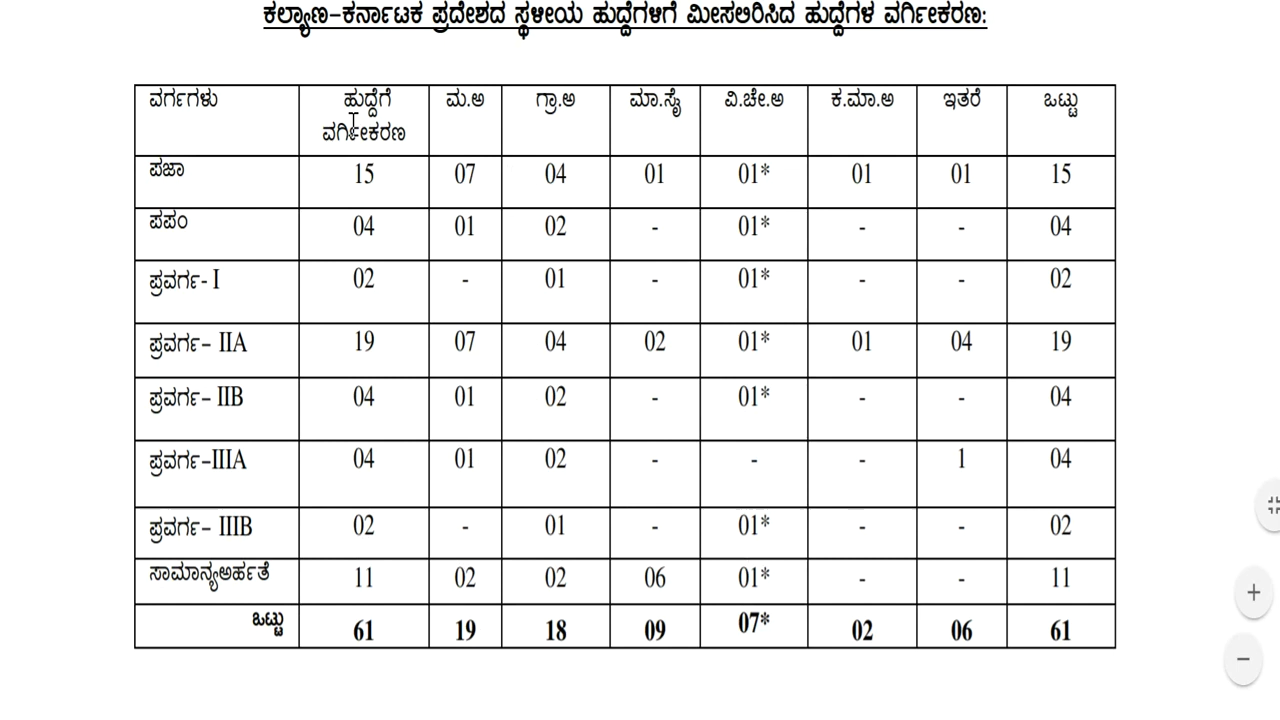 ಕಲ್ಯಾಣ-ಕರ್ನಾಟಕ ಪ್ರದೇಶದ ಸ್ಥಳೀಯ ಹುದ್ದೆಗಳಿಗೆ ಮೀಸಲಿರಿಸಿದ ಹುದ್ದೆಗಳ ವರ್ಗೀಕರಣ:
ವರ್ಗಗಳು ಹುದ್ದೆಗೆ ಮ.ಅ ಗ್ರಾ.ಅ ಮಾ.ಸೈ ವಿ.ಚೇ.ಅ ಕ.ಮಾ.ಅ ಇತರೆ ಒಟ್ಟು
ವರ್ಗೀಕರಣ
ಪಜಾ 15 07 04 01 01* 01 01 15
ಪಪಂ 04 01 02 - 01* - - 04
ಪ್ರವರ್ಗ- I 02 - 01 - 01* - - 02
ಪ್ರವರ್ಗ- IIA 19 07 04 02 01* 01 04 19
ಪ್ರವರ್ಗ- IIB 04 01 02 - 01* - - 04
ಪ್ರವರ್ಗ-IIIA 04 01 02 - - - 1 04
ಪ್ರವರ್ಗ- IIIB 02 - 01 - 01* - - 02
ಸಾಮಾನ್ಯಅರ್ಹತೆ 11 02 02 06 01* - - 11
ಒಟ್ಟು 61 19 18 09 07* 02 06 61